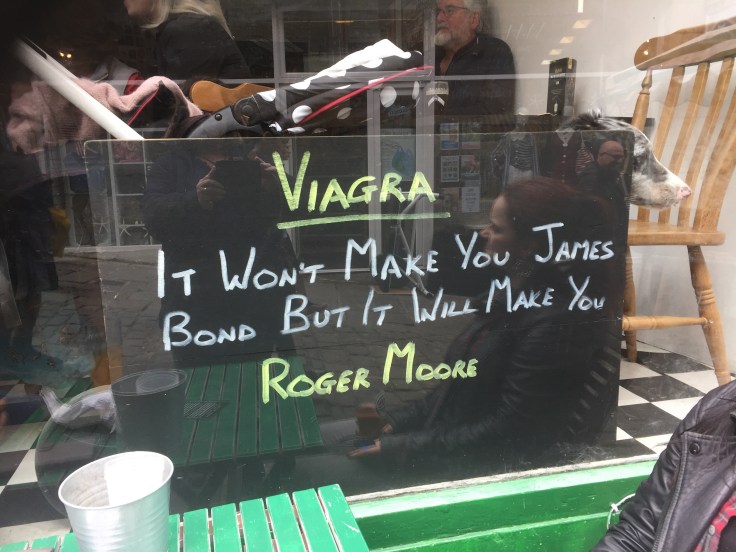 VIAGRA
IT WON'T MAKE YOU JAMES
BOND BUT IT WILL MAKE YOU
ROGER MOORE